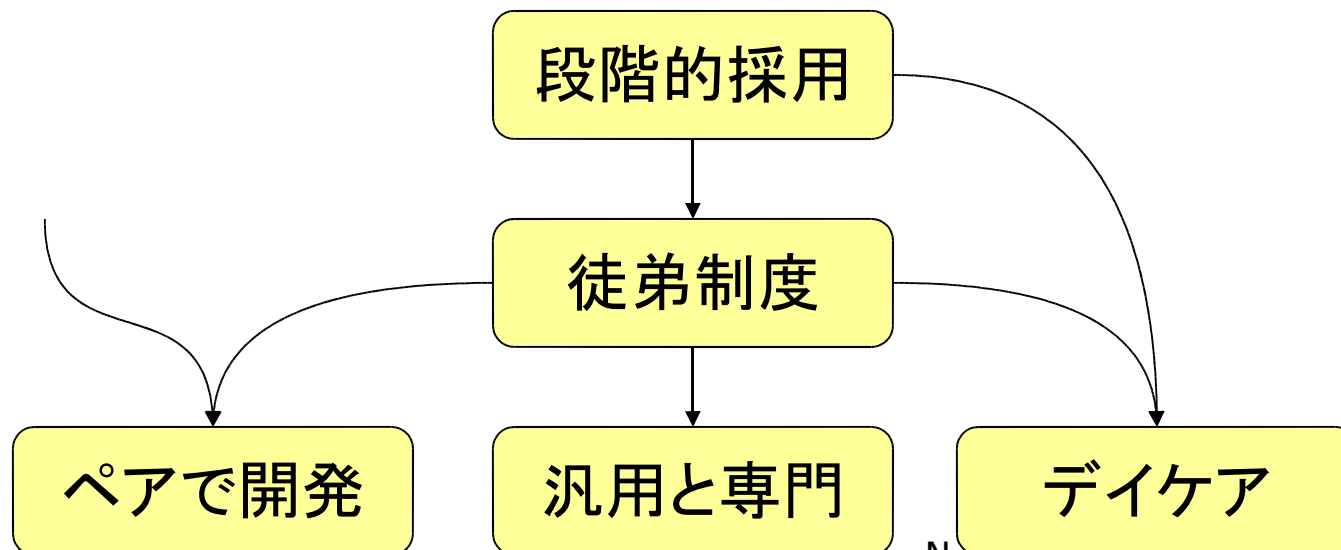 段階的採用
徒弟制度
ペアで開発
汎用と専門
デイケア